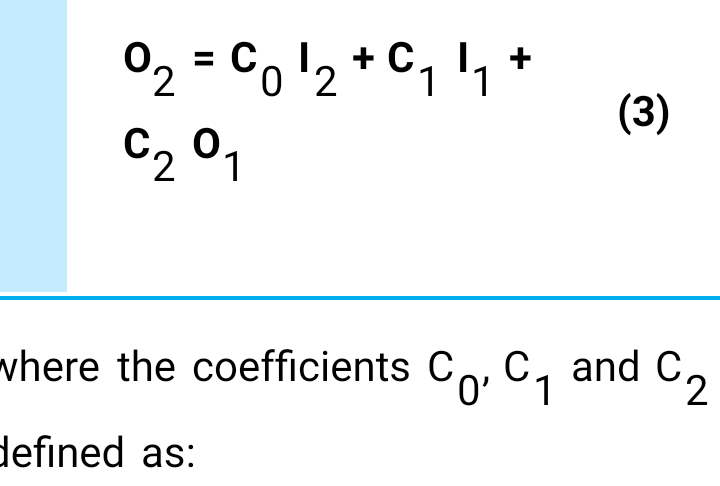 O₂ = C₀ I₂ + C₁ I₁ +
C₂ O₁
(3)
where the coefficients C₀, C₁ and C₂
defined as: